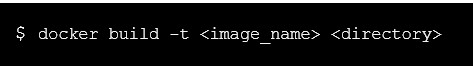 $ docker build -t <image_name> <directory>